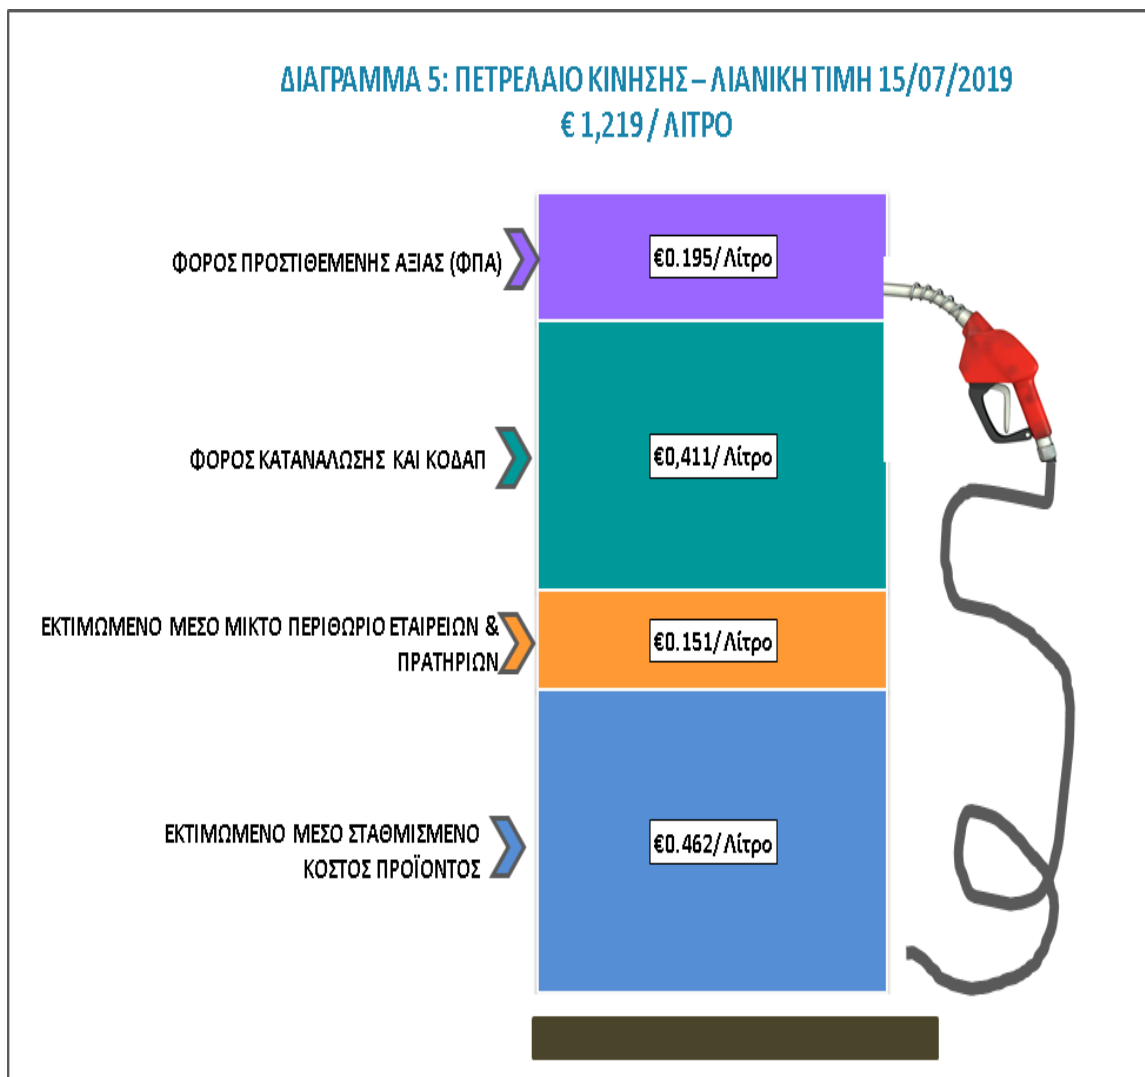 ΔΙΑΓΡΑΜΜΑ 5: ΠΕΤΡΕΛΑΙΟ ΚΙΝΗΣΗΣ – ΛΙΑΝΙΚΗ ΤΙΜΗ 15/07/2019
€ 1,219 / ΛΙΤΡΟ
ΦΟΡΟΣ ΠΡΟΣΤΙΘΕΜΕΝΗΣ ΑΞΙΑΣ (ΦΠΑ)
€0.195/ Λίτρο
ΦΟΡΟΣ ΚΑΤΑΝΑΛΩΣΗΣ ΚΑΙ ΚΟΔΑΠ
€0,411/ Λίτρο
ΕΚΤΙΜΩΜΕΝΟ ΜΕΣΟ ΜΙΚΤΟ ΠΕΡΙΘΩΡΙΟ ΕΤΑΙΡΕΙΩΝ &
ΠΡΑΤΗΡΙΩΝ
€0.151/ Λίτρο
ΕΚΤΙΜΩΜΕΝΟ ΜΕΣΟ ΣΤΑΘΜΙΣΜΕΝΟ
ΚΟΣΤΟΣ ΠΡΟΪΟΝΤΟΣ
€0.462/ Λίτρο